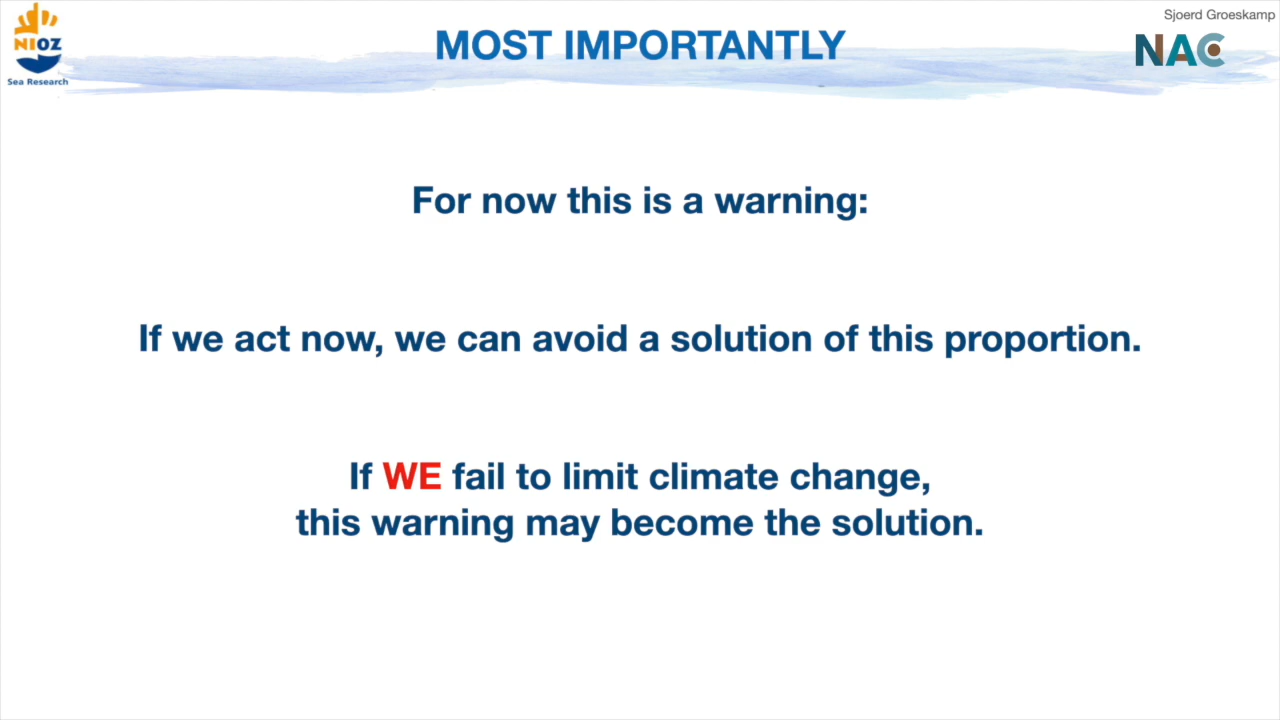 Sjoerd Groeskamp
NIOZ
Sea Research
MOST IMPORTANTLY
NAC
For now this is a warning:
If we act now, we can avoid a solution of this proportion.
If WE fail to limit climate change,
this warning may become the solution.